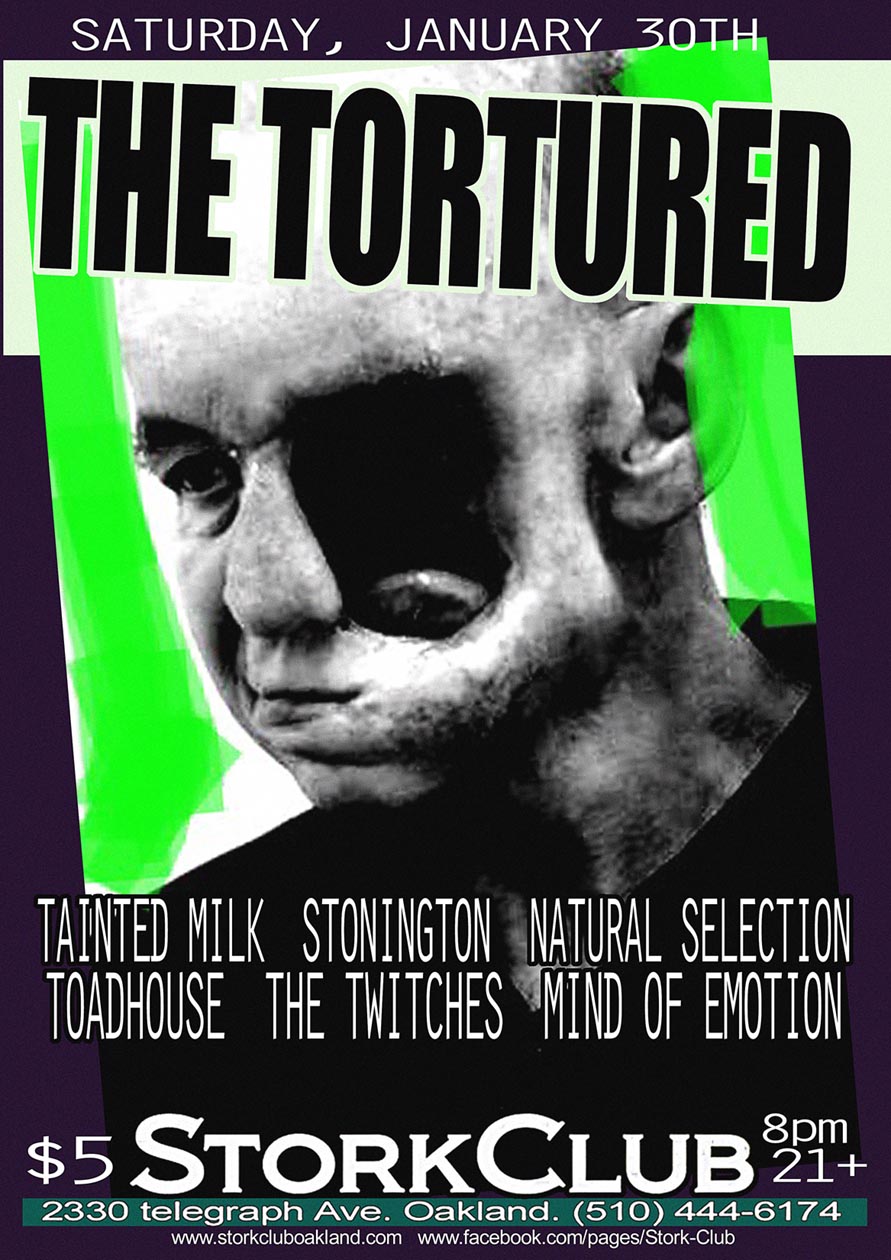 SATURDAY, JANUARY 30TH
THE TORTURED
TAINTED MILK STONINGTON NATURAL SELECTION
TOADHOUSE THE TWITCHES MIND OF EMOTION
$5 STORKCLUB 8pm
21+
2330 telegraph Ave. Oakland. (510) 444-6174
www.storkcluboakland.com www.facebook.com/pages/Stork-Club